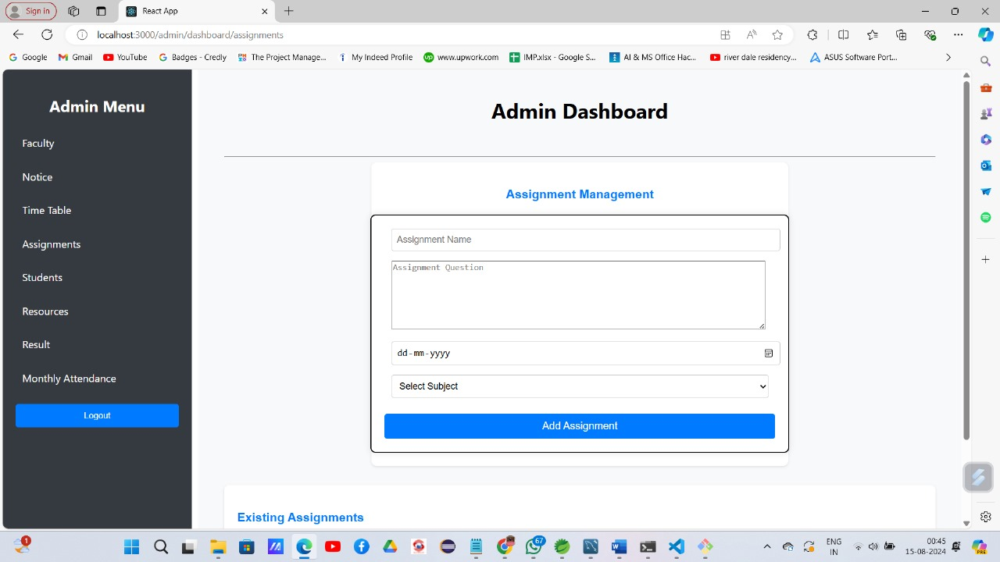 Sign in
React App
localhost:3000/admin/dashboard/assignments
Google Gmail YouTube Badges - Credly The Project Manage... My Indeed Profile www.upwork.com IMP.xlsx - Google S... AI & MS Office Hac... river dale residency,... ASUS Software Port...
Admin Menu
Faculty
Notice
Time Table
Assignments
Students
Resources
Result
Monthly Attendance
Logout
Admin Dashboard
Assignment Management
Assignment Name
Assignment Question
dd-mm-yyyy
Select Subject
Add Assignment
Existing Assignments
1
67
ENG
IN
00:45
15-08-2024
PRE